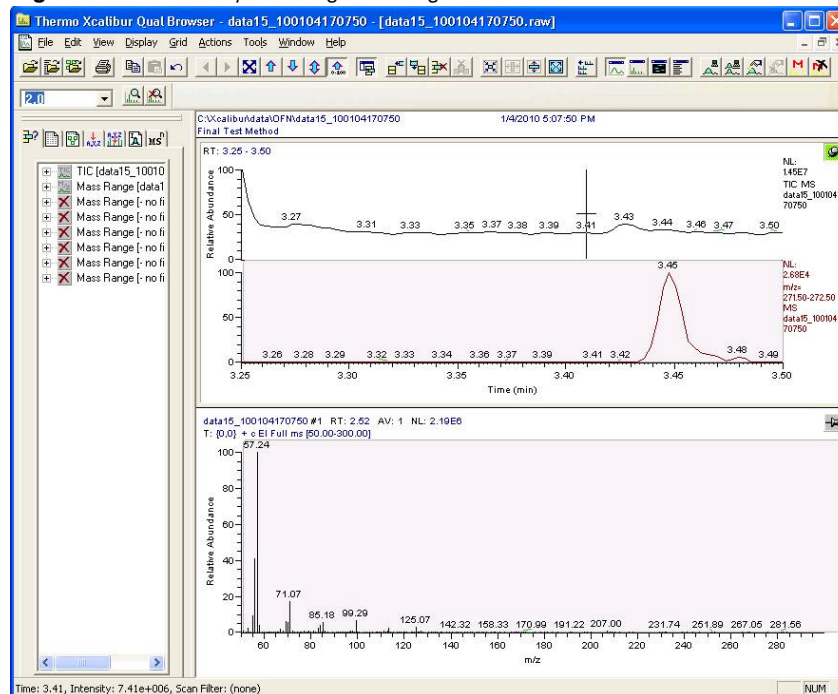 Thermo Xcalibur Qual Browser - data15_100104170750 - [data15_100104170750.raw]
File Edit View Display Grid Actions Tools Window Help
2.0
C:\Xcalibur\data\OFN\data15_100104170750 1/4/2010 5:07:50 PM
Final Test Method
TIC [data15_10010
Mass Range [data1
Mass Range [- no fi
Mass Range [- no fi
Mass Range [- no fi
Mass Range [- no fi
Mass Range [- no fi
Mass Range [- no fi
RT: 3.25 - 3.50
NL:
1.45E7
TIC MS
data15_100104
70750
Relative Abundance
100
50
0
3.27 3.31 3.33 3.35 3.37 3.38 3.39 3.41 3.43 3.44 3.46 3.47 3.50
NL:
2.68E4
m/z=
271.50-272.50
MS
data15_100104
70750
100
50
0
3.45
3.26 3.28 3.29 3.32 3.33 3.34 3.36 3.37 3.39 3.41 3.42 3.48 3.49
3.25 3.30 3.35 3.40 3.45 3.50
Time (min)
data15_100104170750 #1 RT: 2.52 AV: 1 NL: 2.19E6
T: {0,0} + c EI Full ms [50.00-300.00]
Relative Abundance
100
80
60
40
20
0
57.24
71.07
85.18 99.29
125.07 142.32 158.33 170.99 191.22 207.00 231.74 251.89 267.05 281.56
60 80 100 120 140 160 180 200 220 240 260 280
m/z
Time: 3.41, Intensity: 7.41e+006, Scan Filter: (none) NUM